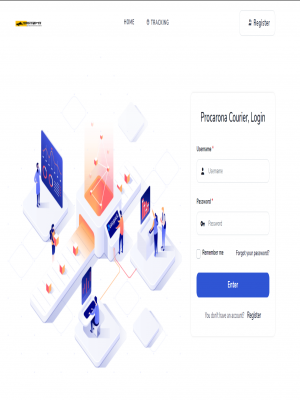 HOME
TRACKING
Register
Procarona Courier, Login
Username *
Username
Password *
Password
Remember me
Forgot your password?
Enter
You don't have an account? Register